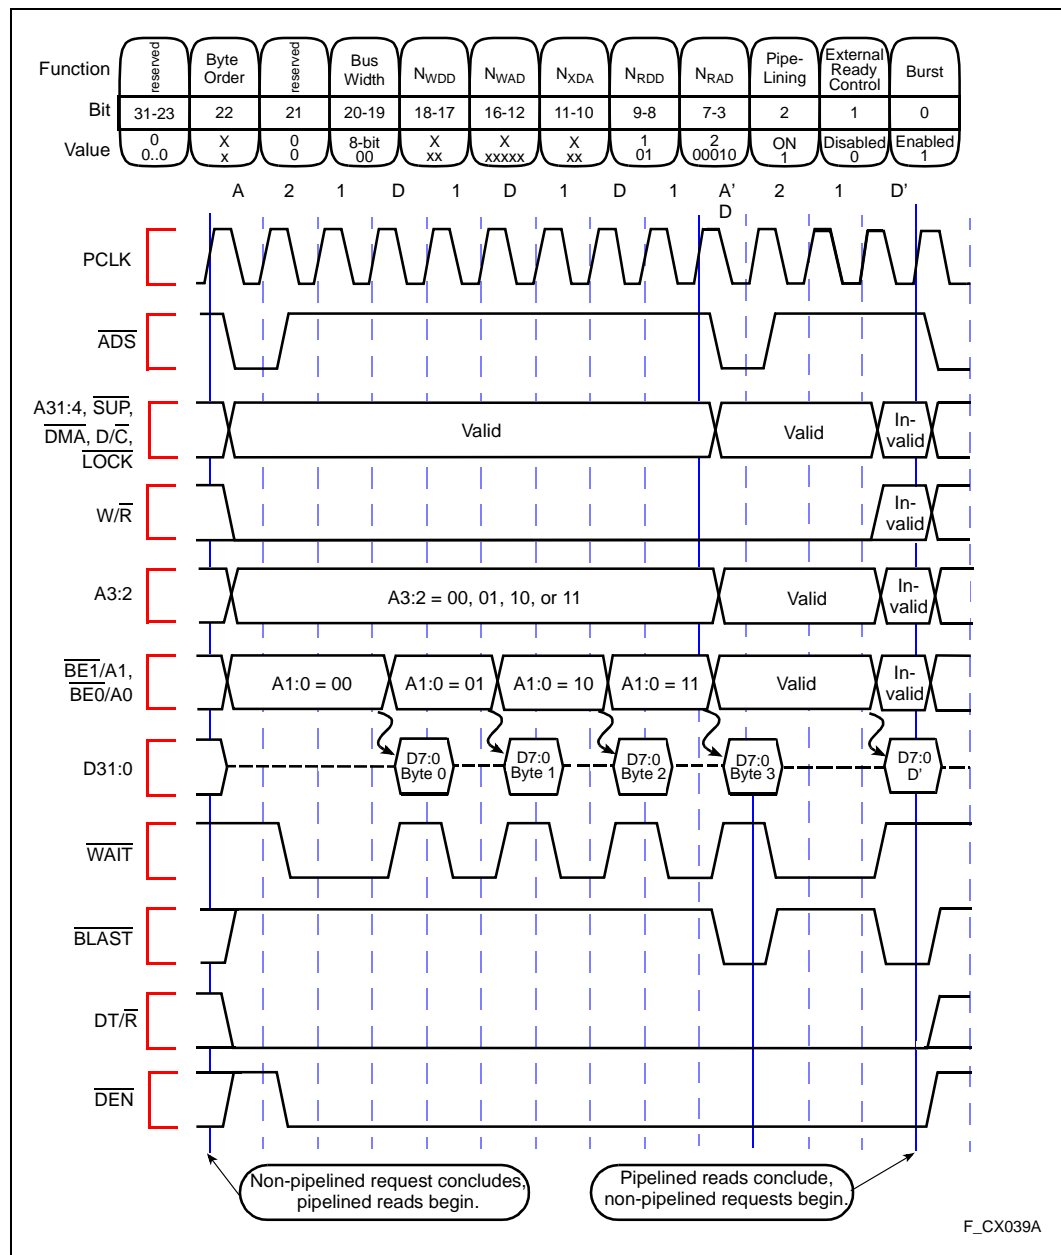 Function reserved Byte Order reserved Bus Width NWDD NWAD NXDA NRDD NRAD Pipe-Lining External Ready Control Burst
Bit 31-23 22 21 20-19 18-17 16-12 11-10 9-8 7-3 2 1 0
Value 0 X 0 8-bit X X X 1 2 ON Disabled Enabled
0..0 x 0 00 xx xxxxx xx 01 00010 1 0 1
A 2 1 D 1 D 1 D 1 A' 2 1 D'
D
PCLK
ADS
A31:4, SUP,
DMA, D/C,
LOCK
Valid Valid In-
valid
W/R In-
valid
A3:2 A3:2 = 00, 01, 10, or 11 Valid In-
valid
BE1/A1,
BE0/A0
A1:0 = 00 A1:0 = 01 A1:0 = 10 A1:0 = 11 Valid In-
valid
D31:0
D7:0 D7:0 D7:0 D7:0 D7:0
Byte 0 Byte 1 Byte 2 Byte 3 D'
WAIT
BLAST
DT/R
DEN
Non-pipelined request concludes,
pipelined reads begin.
Pipelined reads conclude,
non-pipelined requests begin.
F_CX039A